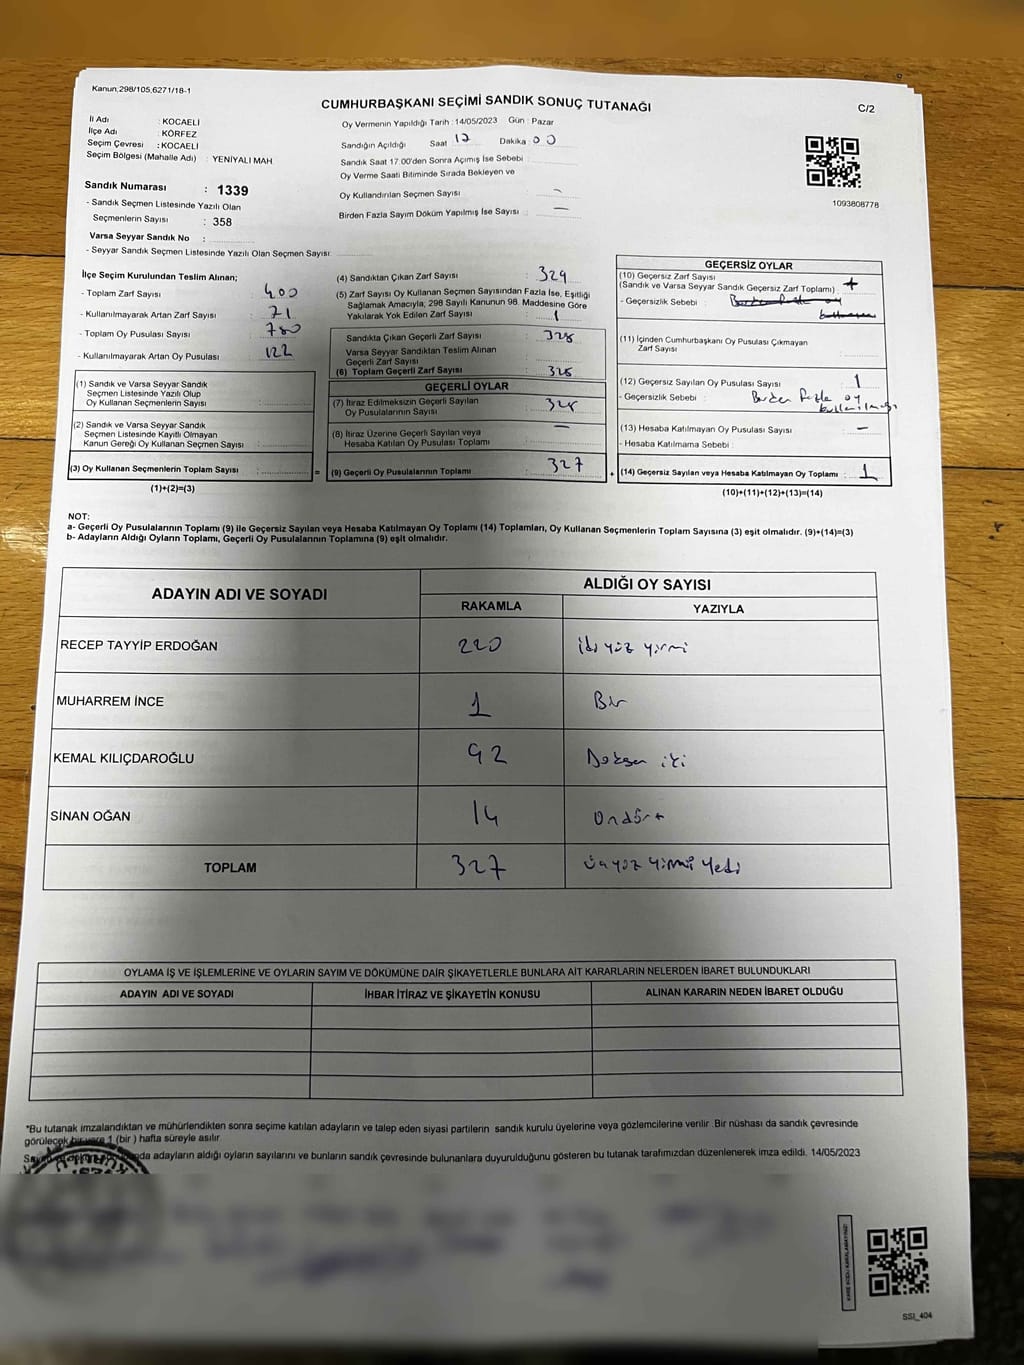 Kanun,298/105,6271/18-1
CUMHURBAŞKANI SEÇİMİ SANDIK SONUÇ TUTANAĞI
C/2
İl Adı : KOCAELİ
İlçe Adı : KÖRFEZ
Seçim Çevresi : KOCAELİ
Seçim Bölgesi (Mahalle Adı) : YENİYALI MAH
Sandık Numarası : 1339
- Sandık Seçmen Listesinde Yazılı Olan
Seçmenlerin Sayısı : 358
Varsa Seyyar Sandık No :
- Seyyar Sandık Seçmen Listesinde Yazılı Olan Seçmen Sayısı:
Oy Vermenin Yapıldığı Tarih : 14/05/2023 Gün : Pazar
Sandığın Açıldığı Saat 17 Dakika 00
Sandık Saat 17:00'den Sonra Açımış İse Sebebi :
Oy Verme Saati Bitiminde Sırada Bekleyen ve
Oy Kullandırılan Seçmen Sayısı : -
Birden Fazla Sayım Döküm Yapılmış İse Sayısı : -
1093808778
İlçe Seçim Kurulundan Teslim Alınan;
- Toplam Zarf Sayısı : 400
- Kullanılmayarak Artan Zarf Sayısı : 71
- Toplam Oy Pusulası Sayısı : 780
- Kullanılmayarak Artan Oy Pusulası : 122
(1) Sandık ve Varsa Seyyar Sandık
Seçmen Listesinde Yazılı Olup
Oy Kullanan Seçmenlerin Sayısı :
(2) Sandık ve Varsa Seyyar Sandık
Seçmen Listesinde Kayıtlı Olmayan
Kanun Gereği Oy Kullanan Seçmen Sayısı :
(3) Oy Kullanan Seçmenlerin Toplam Sayısı : =
(1)+(2)=(3)
(4) Sandıktan Çıkan Zarf Sayısı : 329
(5) Zarf Sayısı Oy Kullanan Seçmen Sayısından Fazla İse, Eşitliği
Sağlamak Amacıyla, 298 Sayılı Kanunun 98. Maddesine Göre
Yakılarak Yok Edilen Zarf Sayısı : 1
Sandıkta Çıkan Geçerli Zarf Sayısı : 328
Varsa Seyyar Sandıktan Teslim Alınan
Geçerli Zarf Sayısı :
(6) Toplam Geçerli Zarf Sayısı : 328
GEÇERLİ OYLAR
(7) İtiraz Edilmeksizin Geçerli Sayılan
Oy Pusulalarının Sayısı : 328
(8) İtiraz Üzerine Geçerli Sayılan veya
Hesaba Katılan Oy Pusulası Toplamı : -
(9) Geçerli Oy Pusulalarının Toplamı : 327 +
GEÇERSİZ OYLAR
(10) Geçersiz Zarf Sayısı
(Sandık ve Varsa Seyyar Sandık Geçersiz Zarf Toplamı) :
- Geçersizlik Sebebi :
(11) İçinden Cumhurbaşkanı Oy Pusulası Çıkmayan
Zarf Sayısı :
(12) Geçersiz Sayılan Oy Pusulası Sayısı : 1
- Geçersizlik Sebebi : Birden fazla oy
kullanılması
(13) Hesaba Katılmayan Oy Pusulası Sayısı : -
- Hesaba Katılmama Sebebi :
(14) Geçersiz Sayılan veya Hesaba Katılmayan Oy Toplamı : 1
(10)+(11)+(12)+(13)=(14)
NOT:
a- Geçerli Oy Pusulalarının Toplamı (9) ile Geçersiz Sayılan veya Hesaba Katılmayan Oy Toplamı (14) Toplamları, Oy Kullanan Seçmenlerin Toplam Sayısına (3) eşit olmalıdır. (9)+(14)=(3)
b- Adayların Aldığı Oyların Toplamı, Geçerli Oy Pusulalarının Toplamına (9) eşit olmalıdır.
ADAYIN ADI VE SOYADI
ALDIĞI OY SAYISI
RAKAMLA YAZIYLA
RECEP TAYYİP ERDOĞAN 220 iki yüz yirmi
MUHARREM İNCE 1 Bir
KEMAL KILIÇDAROĞLU 92 Doksan iki
SİNAN OĞAN 14 Ondört
TOPLAM 327 üçyüz yirmi yedi
OYLAMA İŞ VE İŞLEMLERİNE VE OYLARIN SAYIM VE DÖKÜMÜNE DAİR ŞİKAYETLERLE BUNLARA AİT KARARLARIN NELERDEN İBARET BULUNDUKLARI
ADAYIN ADI VE SOYADI İHBAR İTİRAZ VE ŞİKAYETİN KONUSU ALINAN KARARIN NEDEN İBARET OLDUĞU
"Bu tutanak imzalandıktan ve mühürlendikten sonra seçime katılan adayların ve talep eden siyasi partilerin sandık kurulu üyelerine veya gözlemcilerine verilir. Bir nüshası da sandık çevresinde
görülecek bir yere 1 (bir ) hafta süreyle asılır.
adayların aldığı oyların sayılarını ve bunların sandık çevresinde bulunanlara duyurulduğunu gösteren bu tutanak tarafımızdan düzenlenerek imza edildi. 14/05/2023
SSI_404